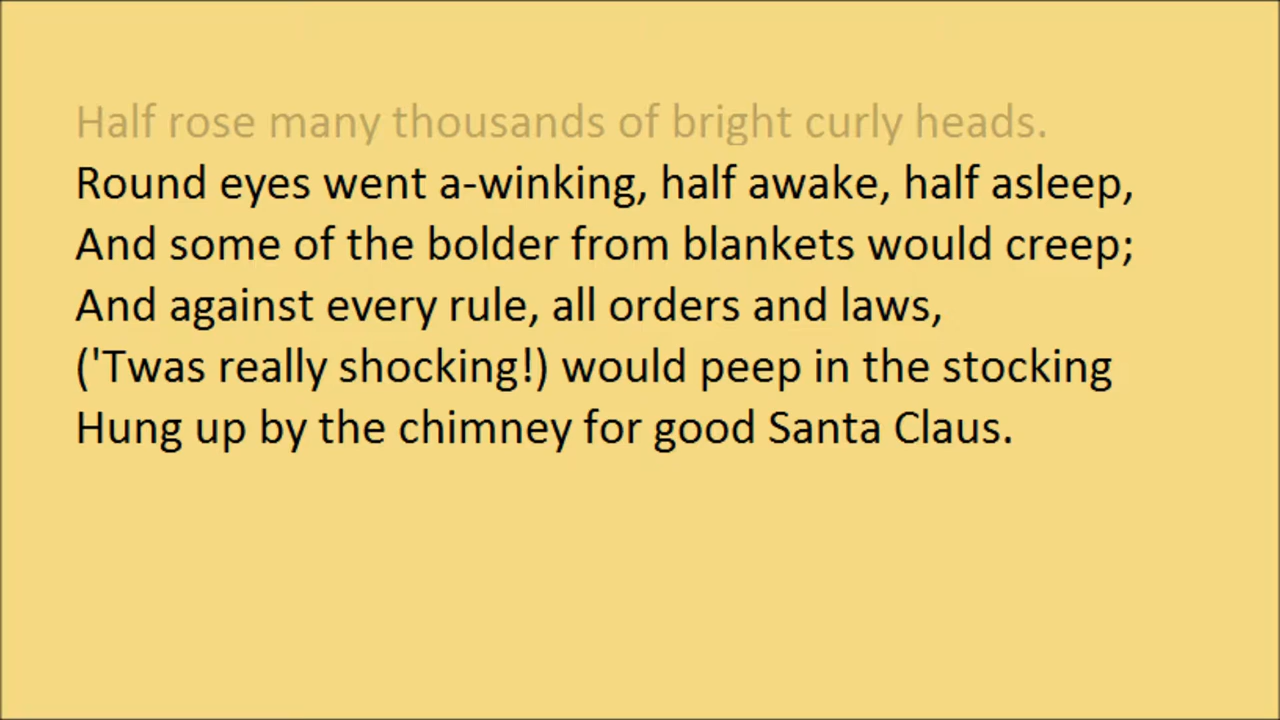 Half rose many thousands of bright curly heads.
Round eyes went a-winking, half awake, half asleep,
And some of the bolder from blankets would creep;
And against every rule, all orders and laws,
('Twas really shocking!) would peep in the stocking
Hung up by the chimney for good Santa Claus.